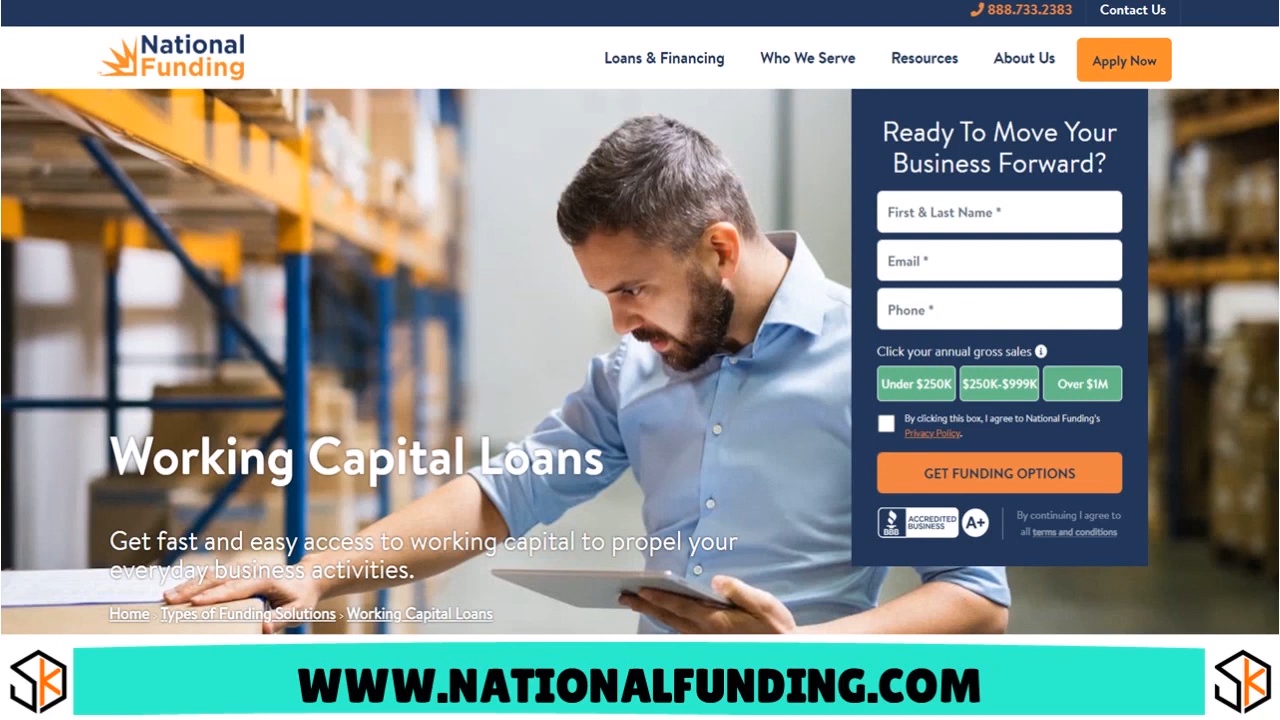 888.733.2383
Contact Us
National
Funding
Loans & Financing
Who We Serve
Resources
About Us
Apply Now
Ready To Move Your
Business Forward?
First & Last Name *
Email *
Phone *
Click your annual gross sales
Under $250K
$250K-$999K
Over $1M
By clicking this box, I agree to National Funding's
Privacy Policy.
GET FUNDING OPTIONS
BBB
ACCREDITED
BUSINESS
A+
By continuing I agree to
all terms and conditions
Working Capital Loans
Get fast and easy access to working capital to propel your
everyday business activities.
Home > Types of Funding Solutions > Working Capital Loans
SK
WWW.NATIONALFUNDING.COM
SK